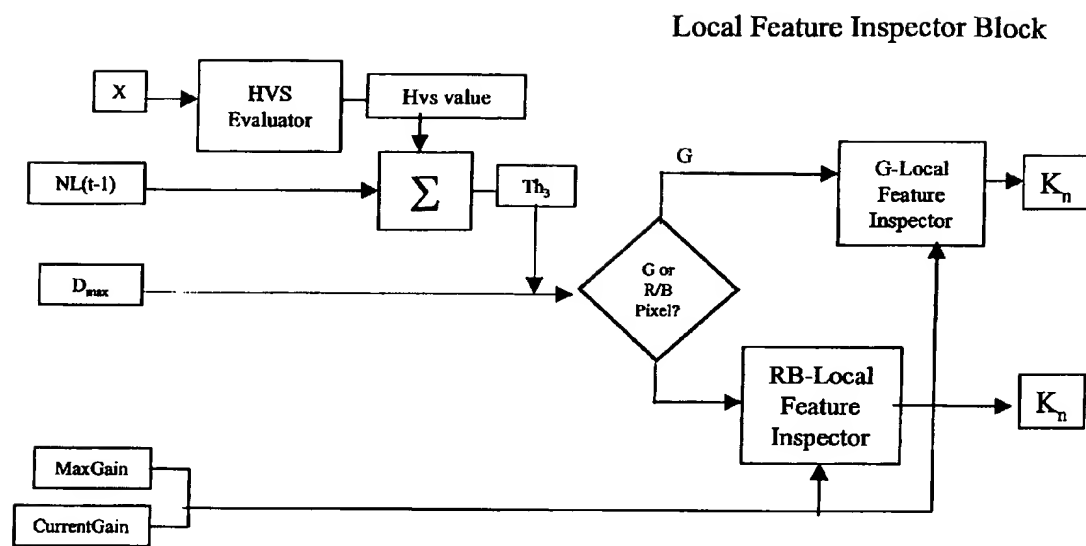 Local Feature Inspector Block
X
HVS
Evaluator
Hvs value
NL(t-1)
Σ
Th₃
G
G-Local
Feature
Inspector
Kₙ
Dmax
G or
R/B
Pixel?
RB-Local
Feature
Inspector
Kₙ
MaxGain
CurrentGain